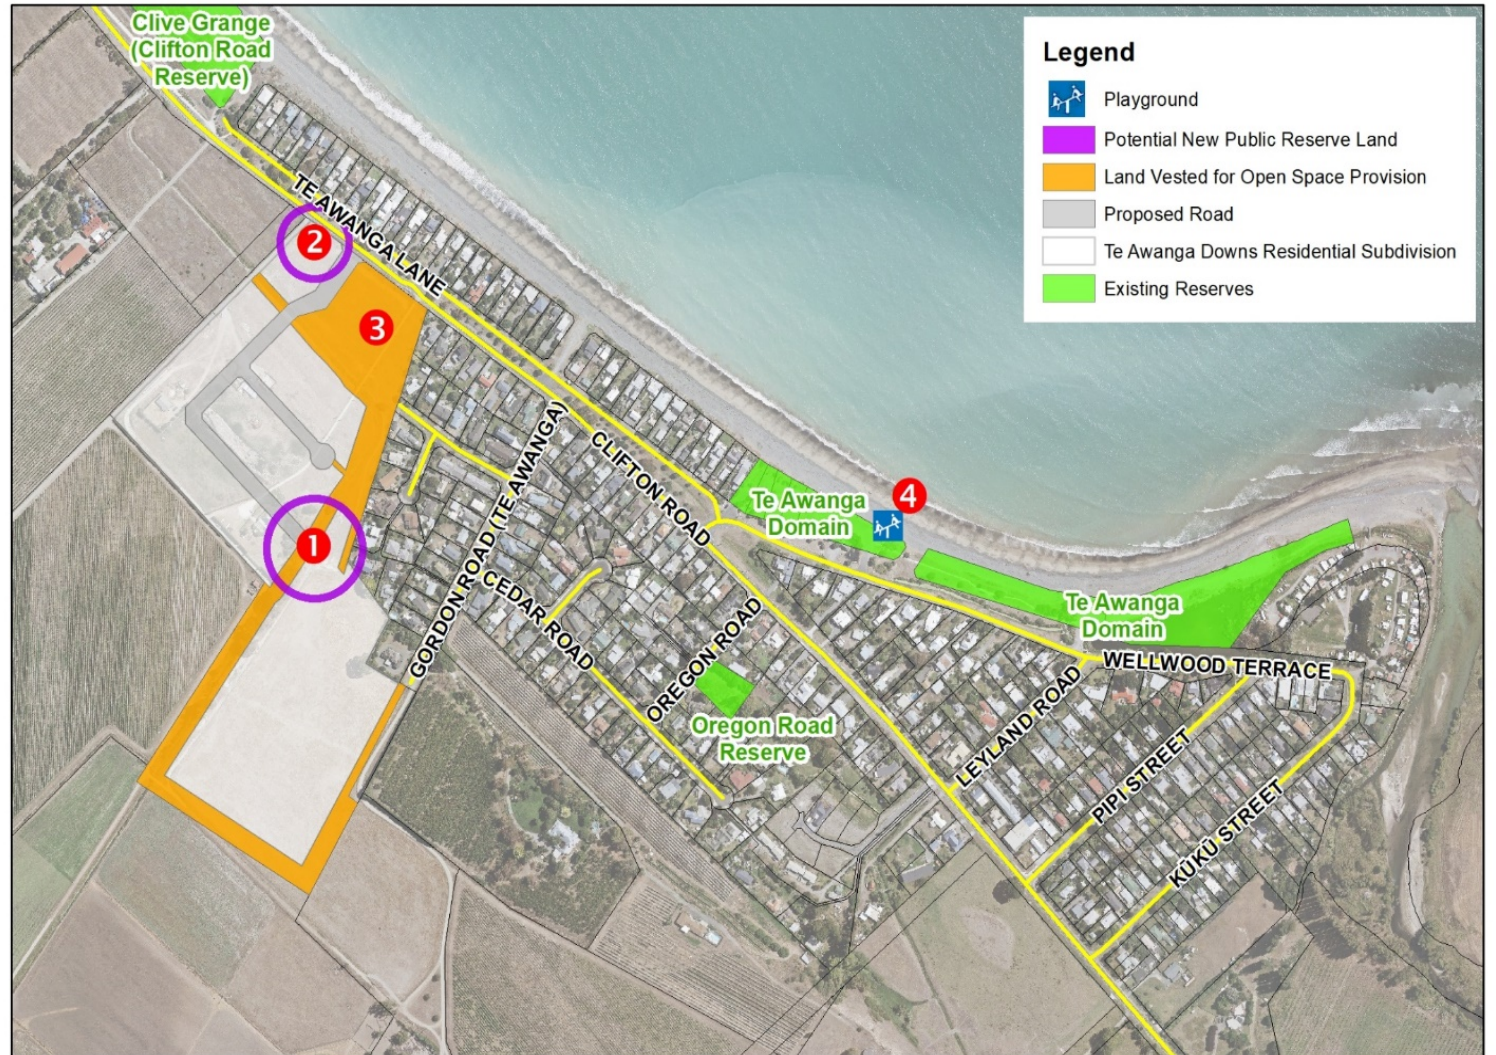 Clive Grange
(Clifton Road
Reserve)
Legend
Playground
Potential New Public Reserve Land
Land Vested for Open Space Provision
Proposed Road
Te Awanga Downs Residential Subdivision
Existing Reserves
TE AWANGA LANE
2
3
1
GORDON ROAD (TE AWANGA)
CLIFTON ROAD
4
Te Awanga
Domain
CEDAR ROAD
OREGON ROAD
Oregon Road
Reserve
Te Awanga
Domain
WELLWOOD TERRACE
LEYLAND ROAD
PIPI STREET
KŪKŪ STREET